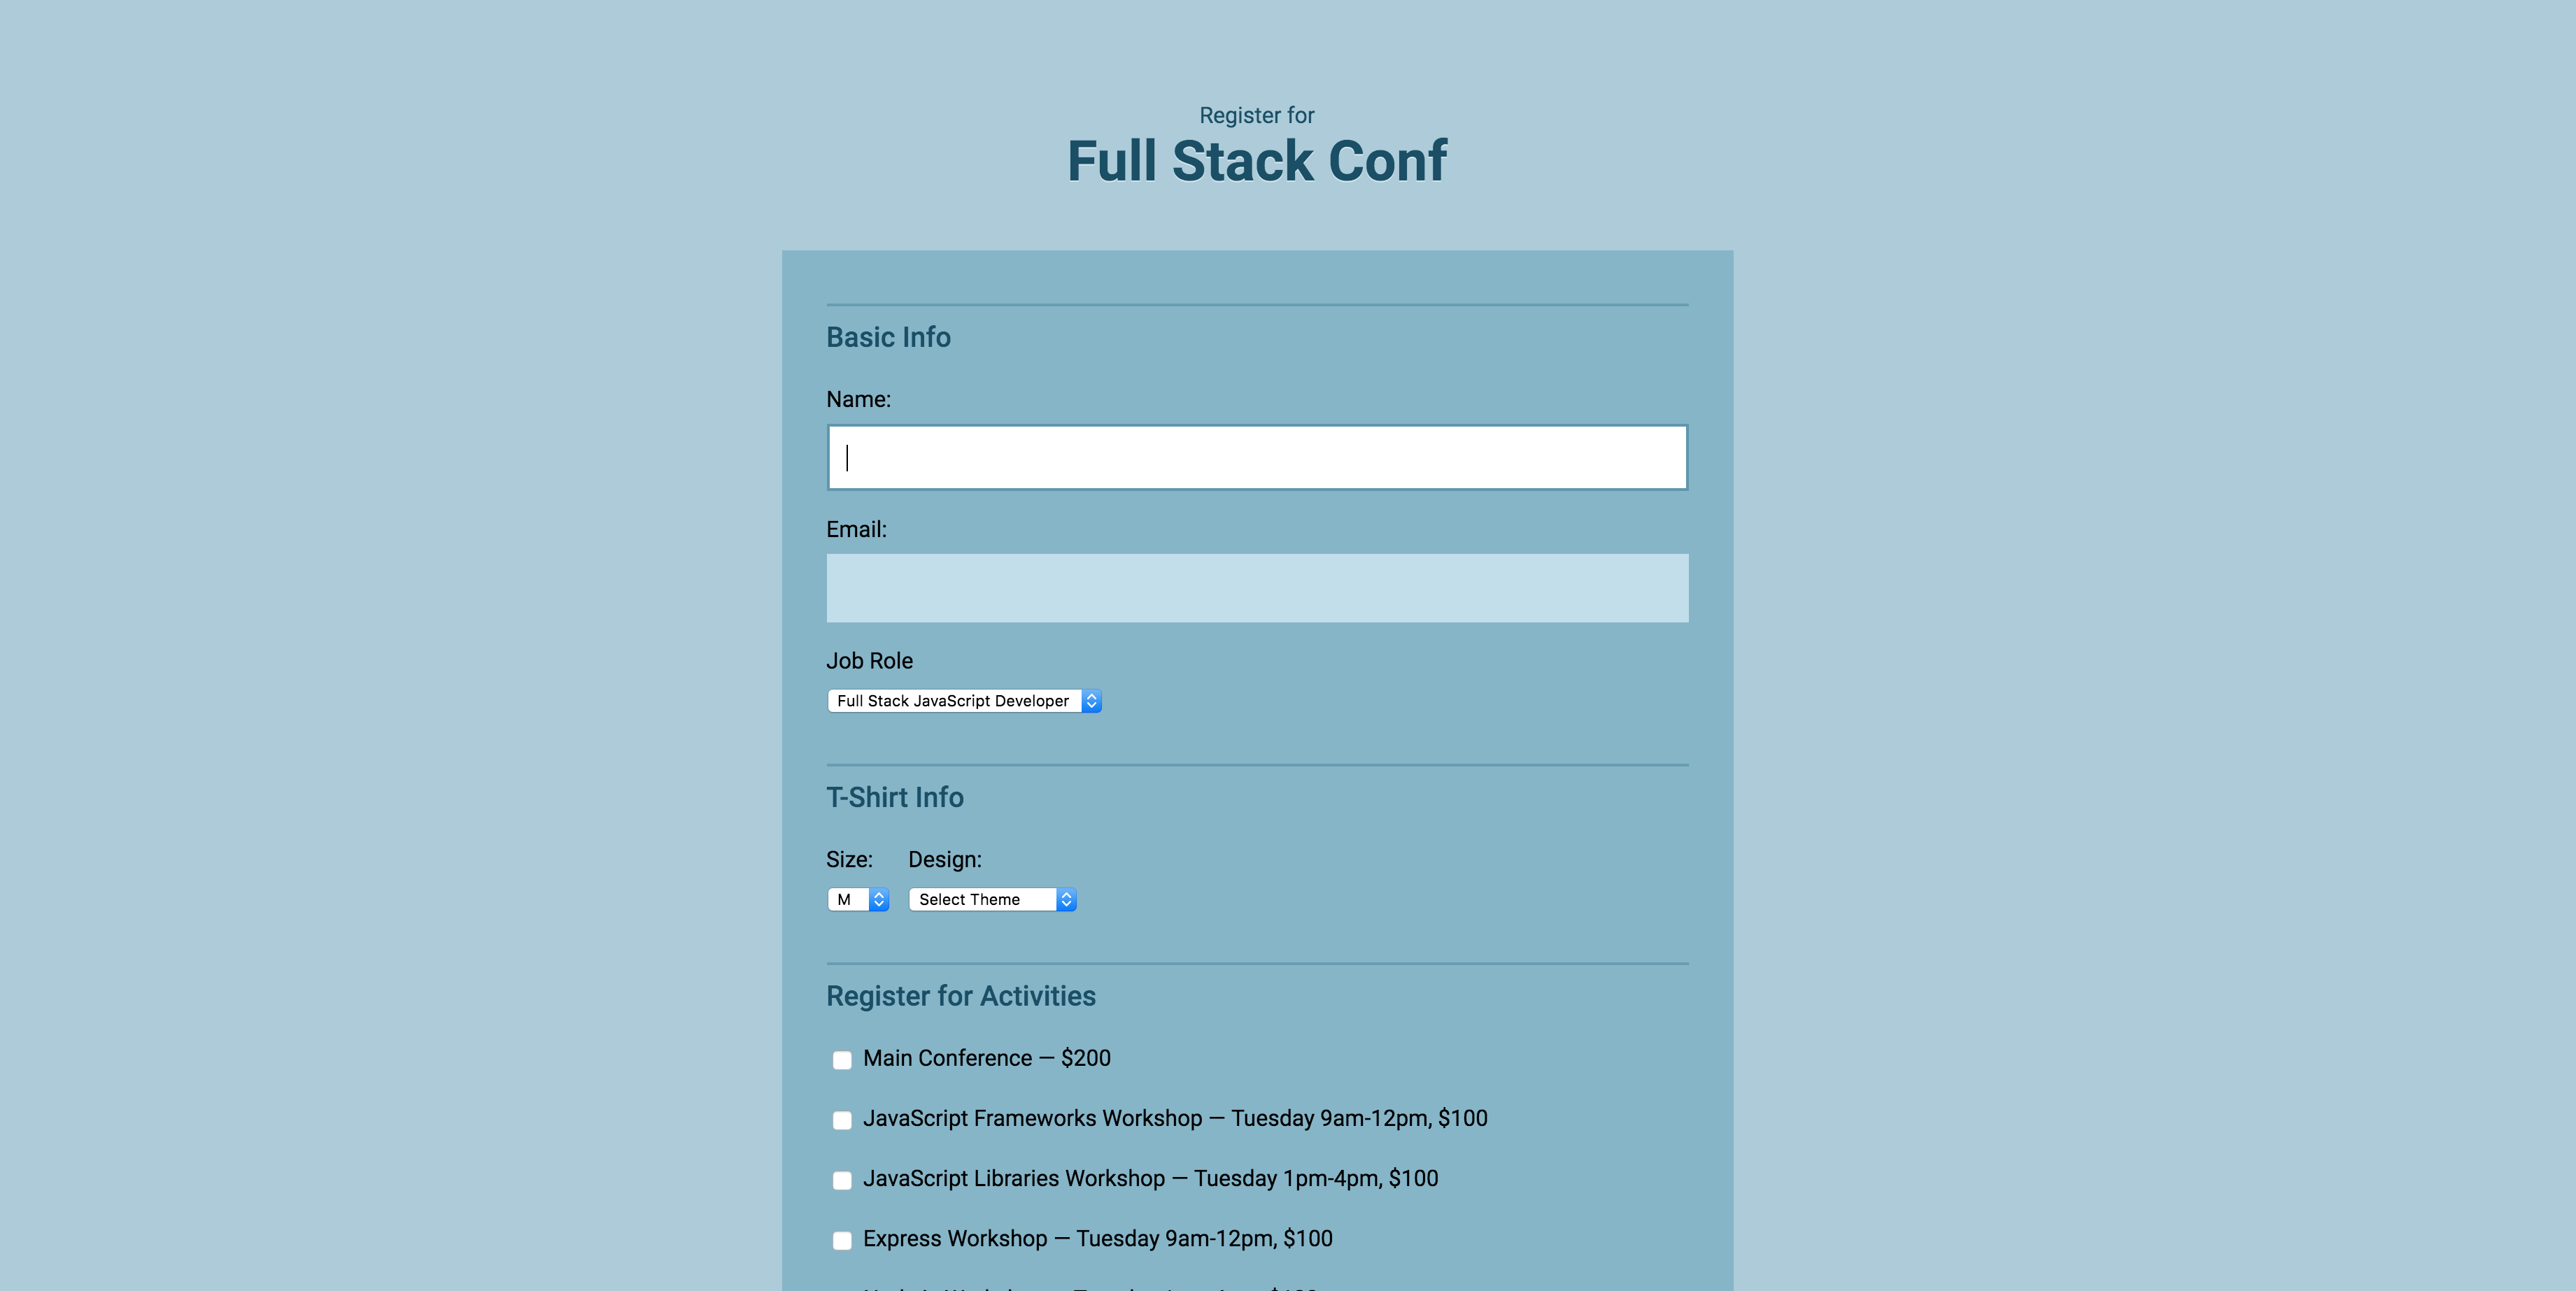 Register for
Full Stack Conf
Basic Info
Name:
Email:
Job Role
Full Stack JavaScript Developer
T-Shirt Info
Size: Design:
M Select Theme
Register for Activities
Main Conference — $200
JavaScript Frameworks Workshop — Tuesday 9am-12pm, $100
JavaScript Libraries Workshop — Tuesday 1pm-4pm, $100
Express Workshop — Tuesday 9am-12pm, $100